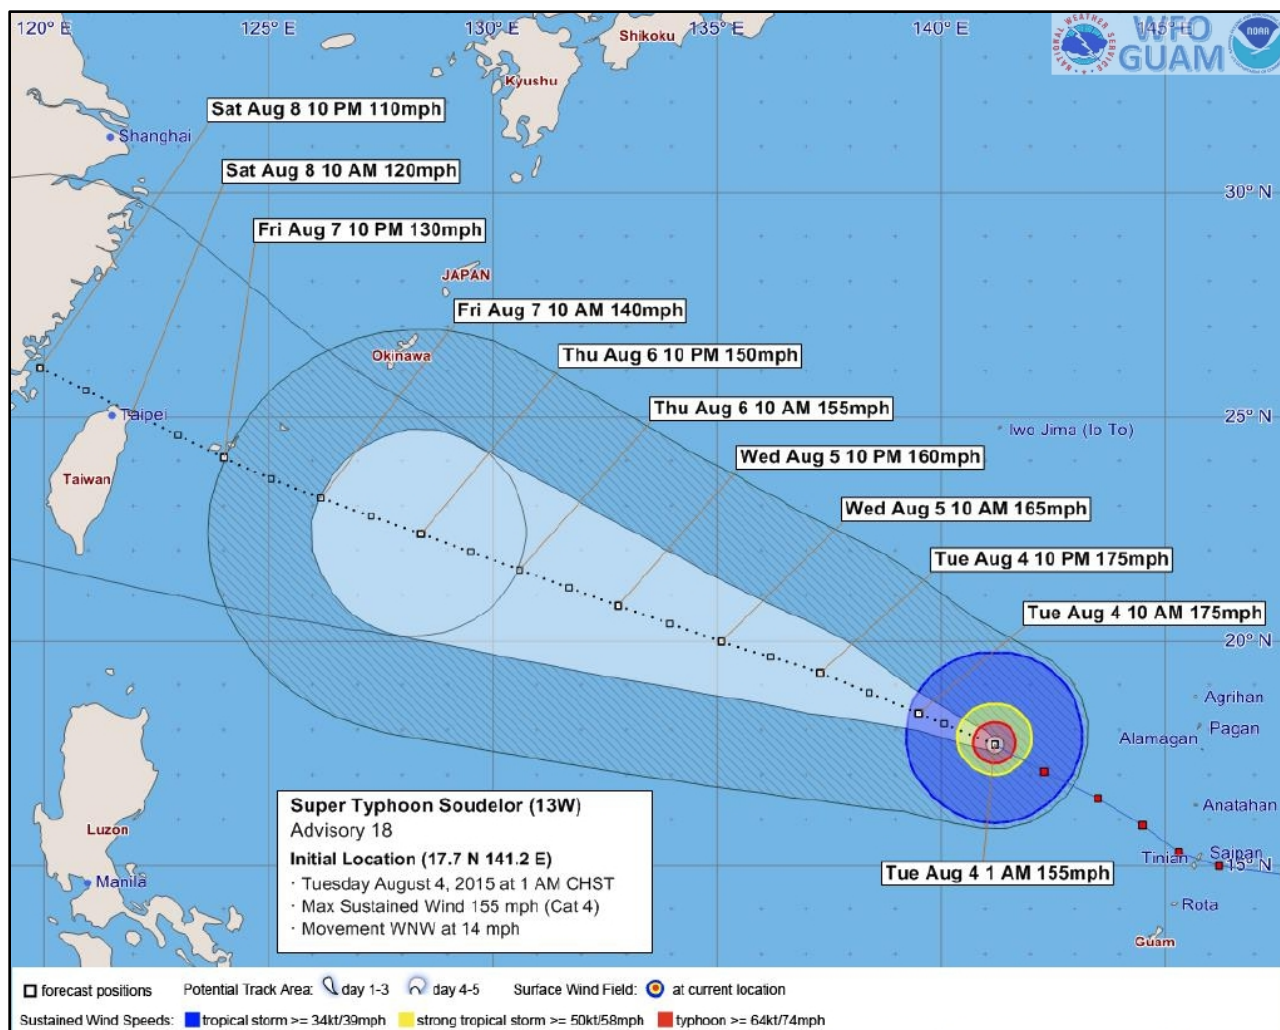 120° E
125° E
130° E
135° E
140° E
145° E
NATIONAL WEATHER SERVICE
WFO
GUAM
NOAA
Shikoku
Kyushu
Sat Aug 8 10 PM 110mph
Shanghai
Sat Aug 8 10 AM 120mph
30° N
Fri Aug 7 10 PM 130mph
JAPAN
Fri Aug 7 10 AM 140mph
Okinawa
Thu Aug 6 10 PM 150mph
Thu Aug 6 10 AM 155mph
Taipei
25° N
Iwo Jima (Io To)
Wed Aug 5 10 PM 160mph
Taiwan
Wed Aug 5 10 AM 165mph
Tue Aug 4 10 PM 175mph
Tue Aug 4 10 AM 175mph
20° N
Agrihan
Pagan
Alamagan
Anatahan
Super Typhoon Soudelor (13W)
Advisory 18
Initial Location (17.7 N 141.2 E)
· Tuesday August 4, 2015 at 1 AM CHST
· Max Sustained Wind 155 mph (Cat 4)
· Movement WNW at 14 mph
Luzon
Manila
Tinian
Saipan
15° N
Tue Aug 4 1 AM 155mph
Rota
Guam
forecast positions Potential Track Area: day 1-3 day 4-5 Surface Wind Field: at current location
Sustained Wind Speeds: tropical storm >= 34kt/39mph strong tropical storm >= 50kt/58mph typhoon >= 64kt/74mph